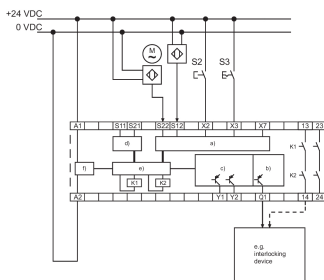 +24 VDC
0 VDC
M
~
S2
S3
A1
S11
S21
S22
S12
X2
X3
X7
13
23
d)
a)
K1
f)
e)
c)
b)
K1
K2
K2
A2
Y1
Y2
O1
14
24
e.g.
interlocking
device